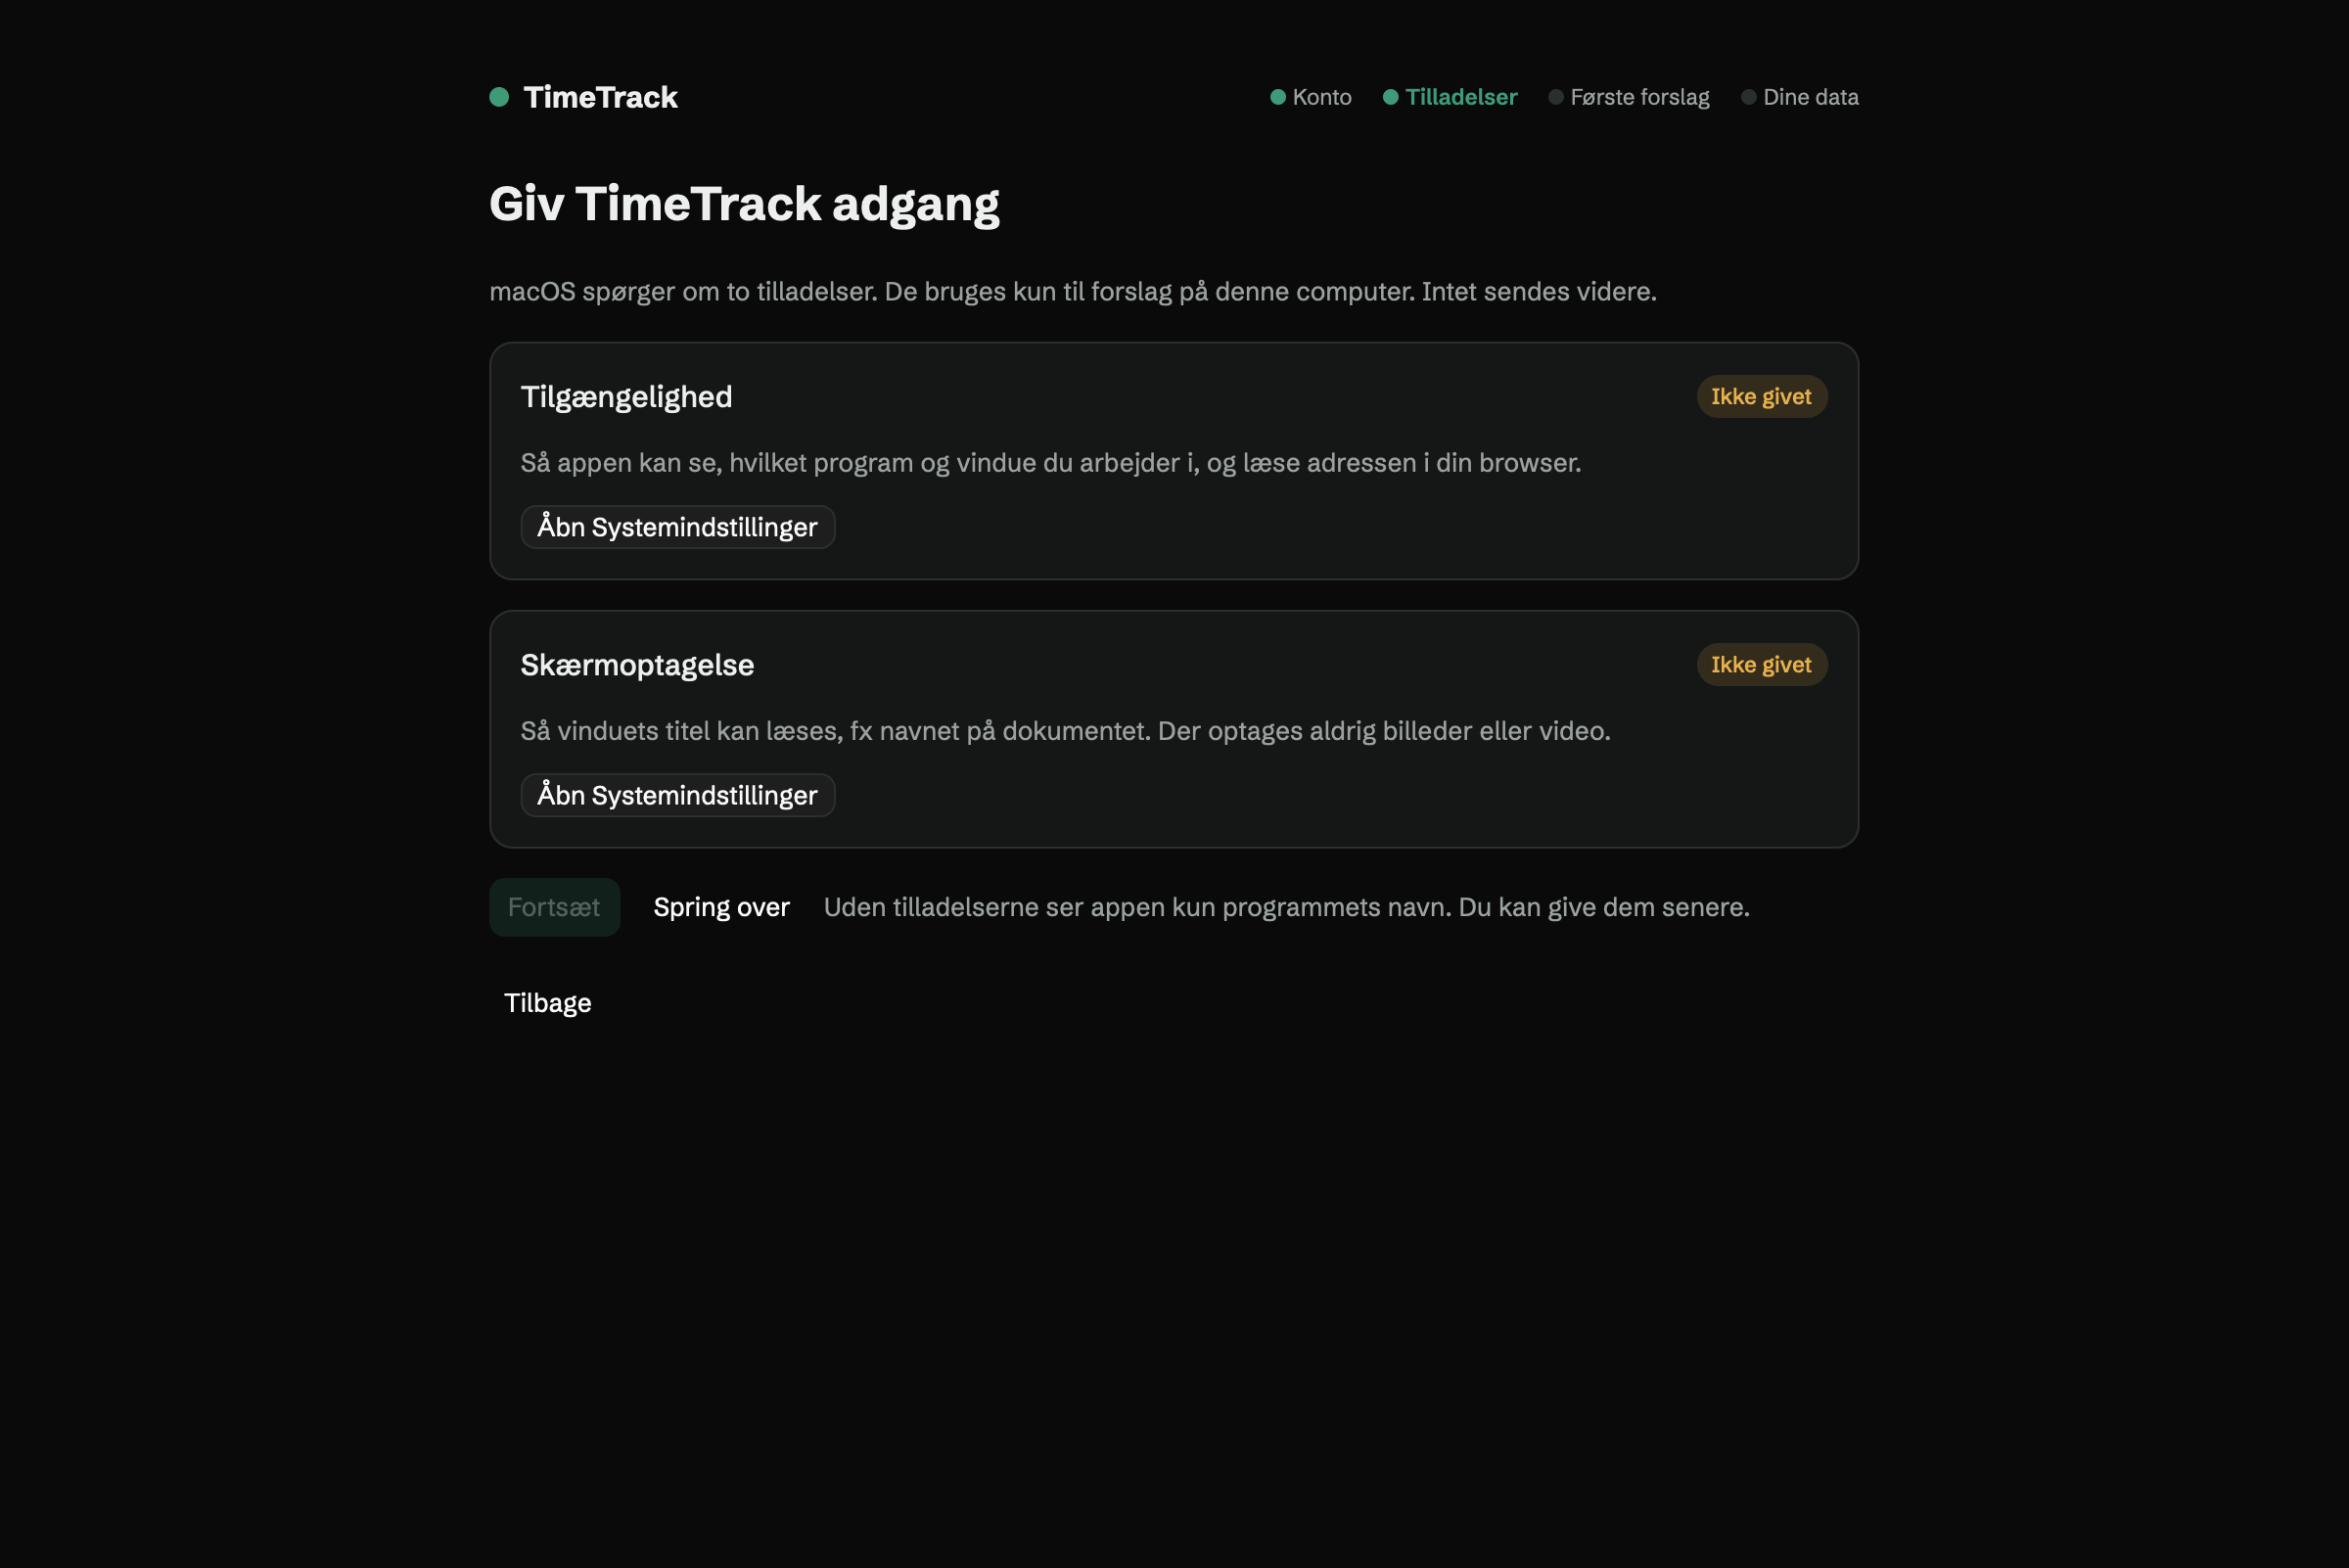 TimeTrack
Konto
Tilladelser
Første forslag
Dine data
Giv TimeTrack adgang
macOS spørger om to tilladelser. De bruges kun til forslag på denne computer. Intet sendes videre.
Tilgængelighed
Ikke givet
Så appen kan se, hvilket program og vindue du arbejder i, og læse adressen i din browser.
Åbn Systemindstillinger
Skærmoptagelse
Ikke givet
Så vinduets titel kan læses, fx navnet på dokumentet. Der optages aldrig billeder eller video.
Åbn Systemindstillinger
Fortsæt
Spring over
Uden tilladelserne ser appen kun programmets navn. Du kan give dem senere.
Tilbage